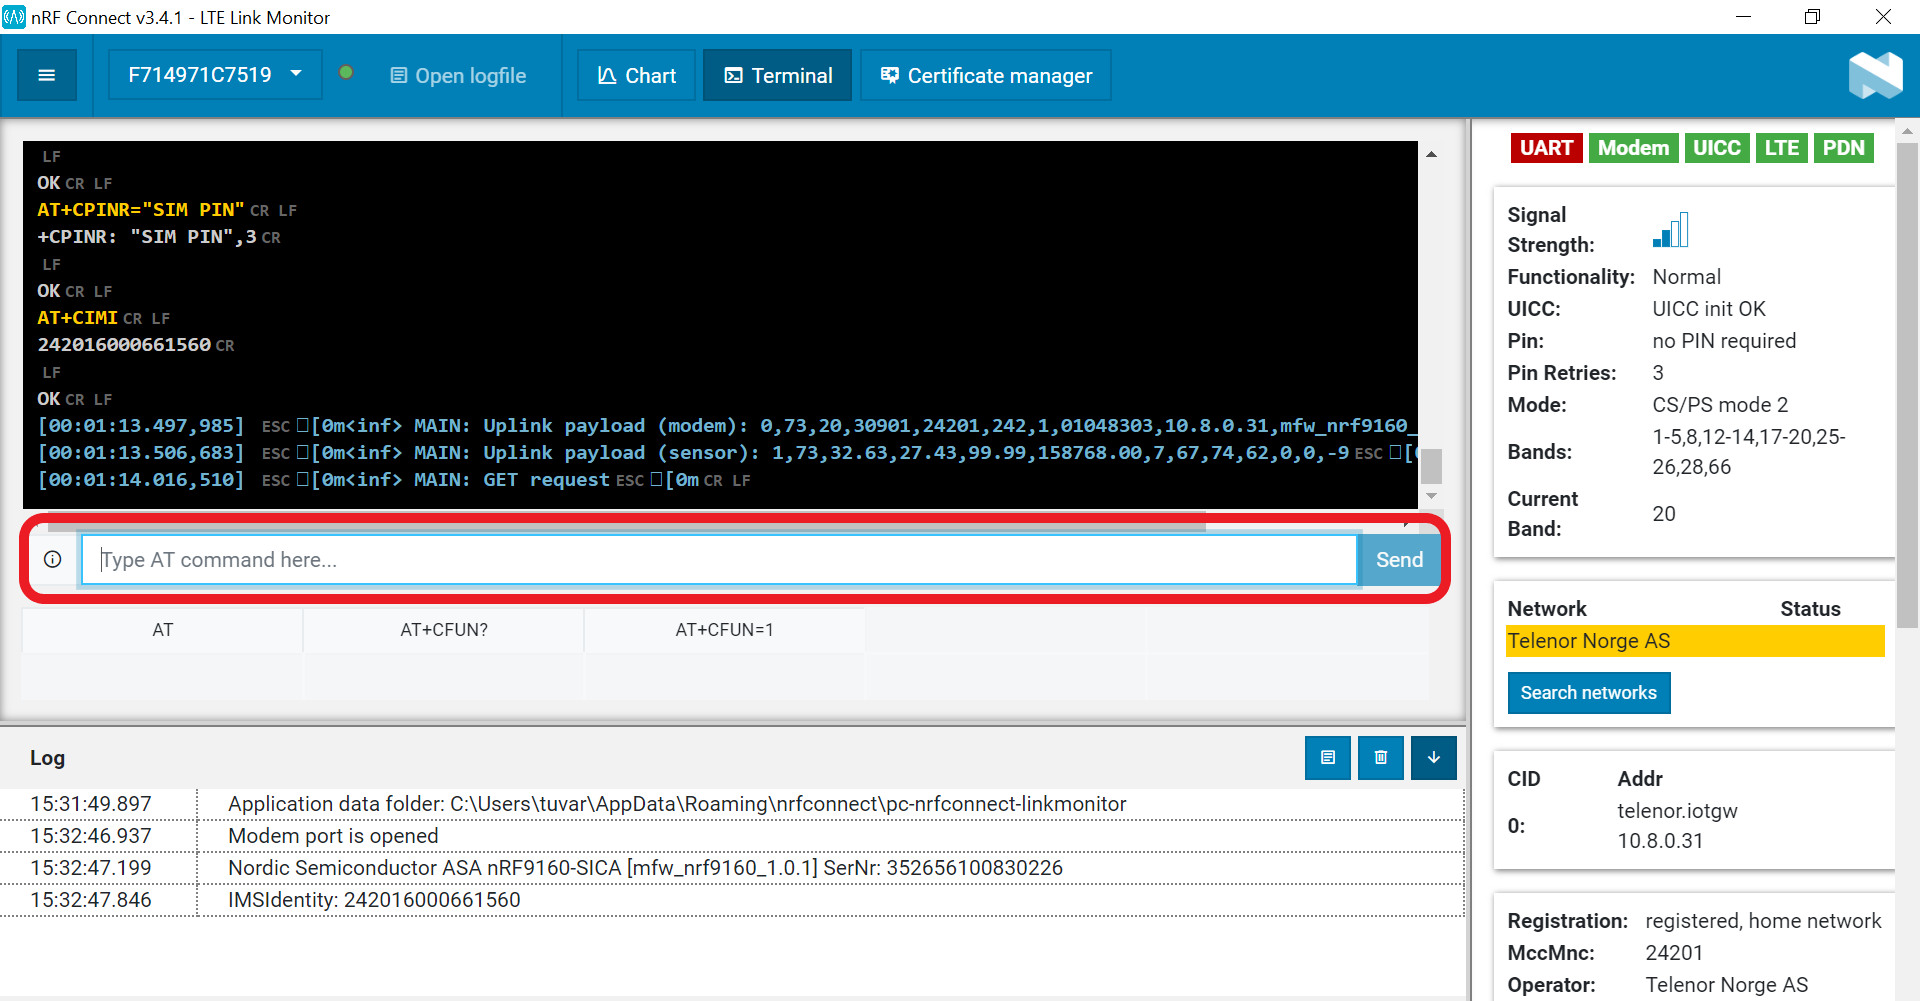 nRF Connect v3.4.1 - LTE Link Monitor
F714971C7519
Open logfile
Chart
Terminal
Certificate manager
LF
OK CR LF
AT+CPINR="SIM PIN" CR LF
+CPINR: "SIM PIN",3 CR
LF
OK CR LF
AT+CIMI CR LF
242016000661560 CR
LF
OK CR LF
[00:01:13.497,985] ESC [0m<inf> MAIN: Uplink payload (modem): 0,73,20,30901,24201,242,1,01048303,10.8.0.31,mfw_nrf9160_
[00:01:13.506,683] ESC [0m<inf> MAIN: Uplink payload (sensor): 1,73,32.63,27.43,99.99,158768.00,7,67,74,62,0,0,-9 ESC [
[00:01:14.016,510] ESC [0m<inf> MAIN: GET request ESC [0m CR LF
Type AT command here...
Send
AT
AT+CFUN?
AT+CFUN=1
Log
15:31:49.897 Application data folder: C:\Users\tuvar\AppData\Roaming\nrfconnect\pc-nrfconnect-linkmonitor
15:32:46.937 Modem port is opened
15:32:47.199 Nordic Semiconductor ASA nRF9160-SICA [mfw_nrf9160_1.0.1] SerNr: 352656100830226
15:32:47.846 IMSIdentity: 242016000661560
UART Modem UICC LTE PDN
Signal
Strength:
Functionality: Normal
UICC: UICC init OK
Pin: no PIN required
Pin Retries: 3
Mode: CS/PS mode 2
Bands: 1-5,8,12-14,17-20,25-
26,28,66
Current
Band: 20
Network Status
Telenor Norge AS
Search networks
CID Addr
0: telenor.iotgw
10.8.0.31
Registration: registered, home network
MccMnc: 24201
Operator: Telenor Norge AS